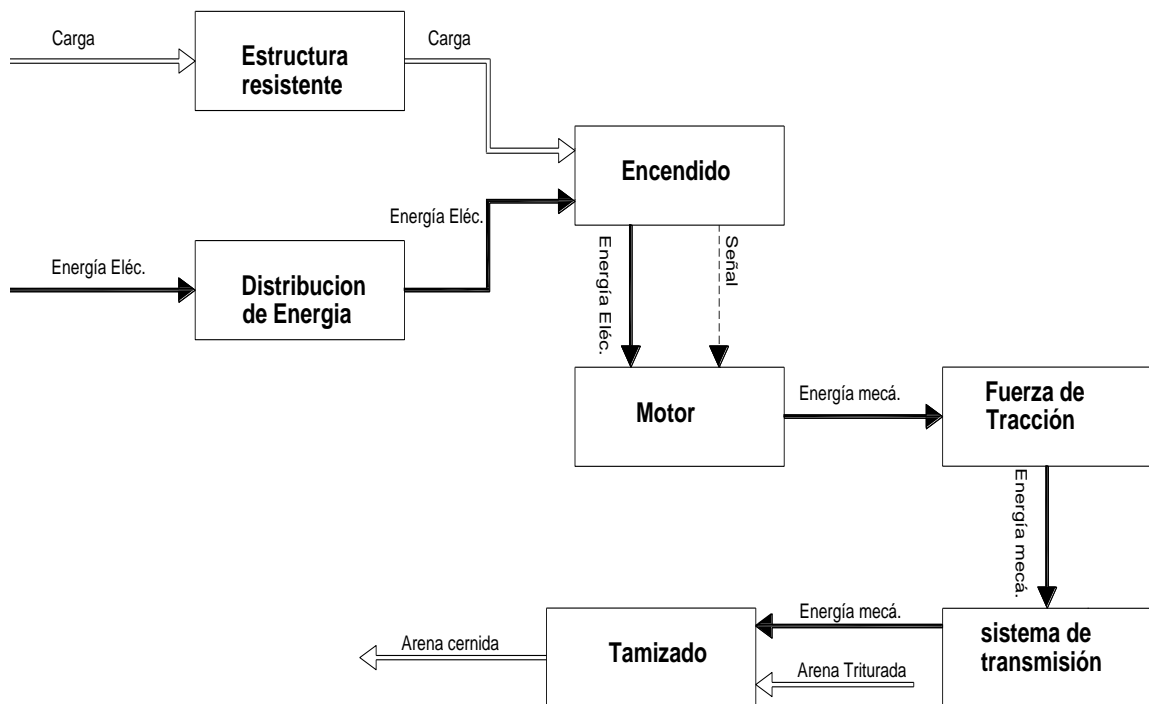 Carga
Estructura
resistente
Carga
Encendido
Energía Eléc.
Energía Eléc.
Distribucion
de Energia
Energía Eléc.
Señal
Motor
Energía mecá.
Fuerza de
Tracción
Energía mecá.
Energía mecá.
sistema de
transmisión
Arena cernida
Tamizado
Arena Triturada